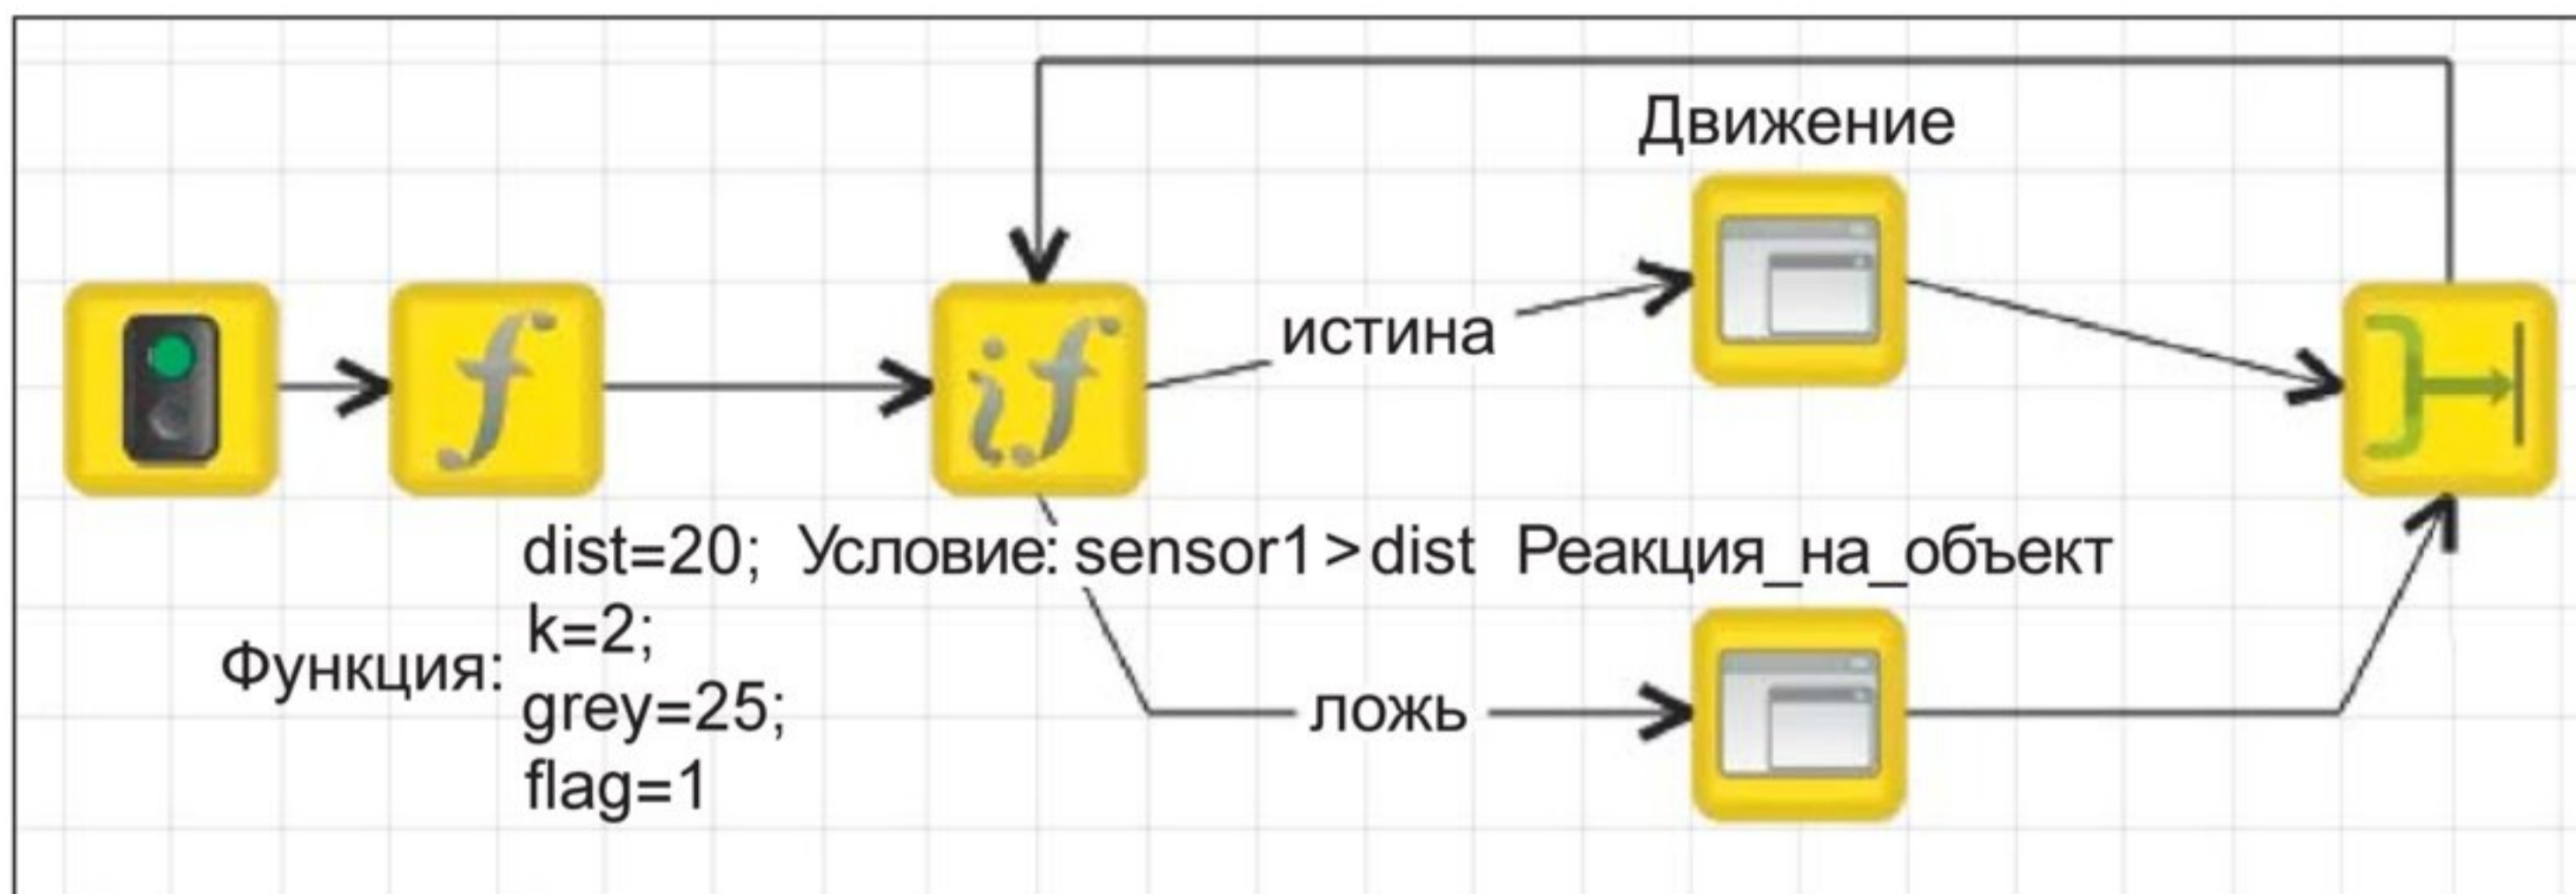 Движение
истина
dist=20; Условие: sensor1>dist Реакция_на_объект
k=2;
Функция:
grey=25;
ложь
flag=1